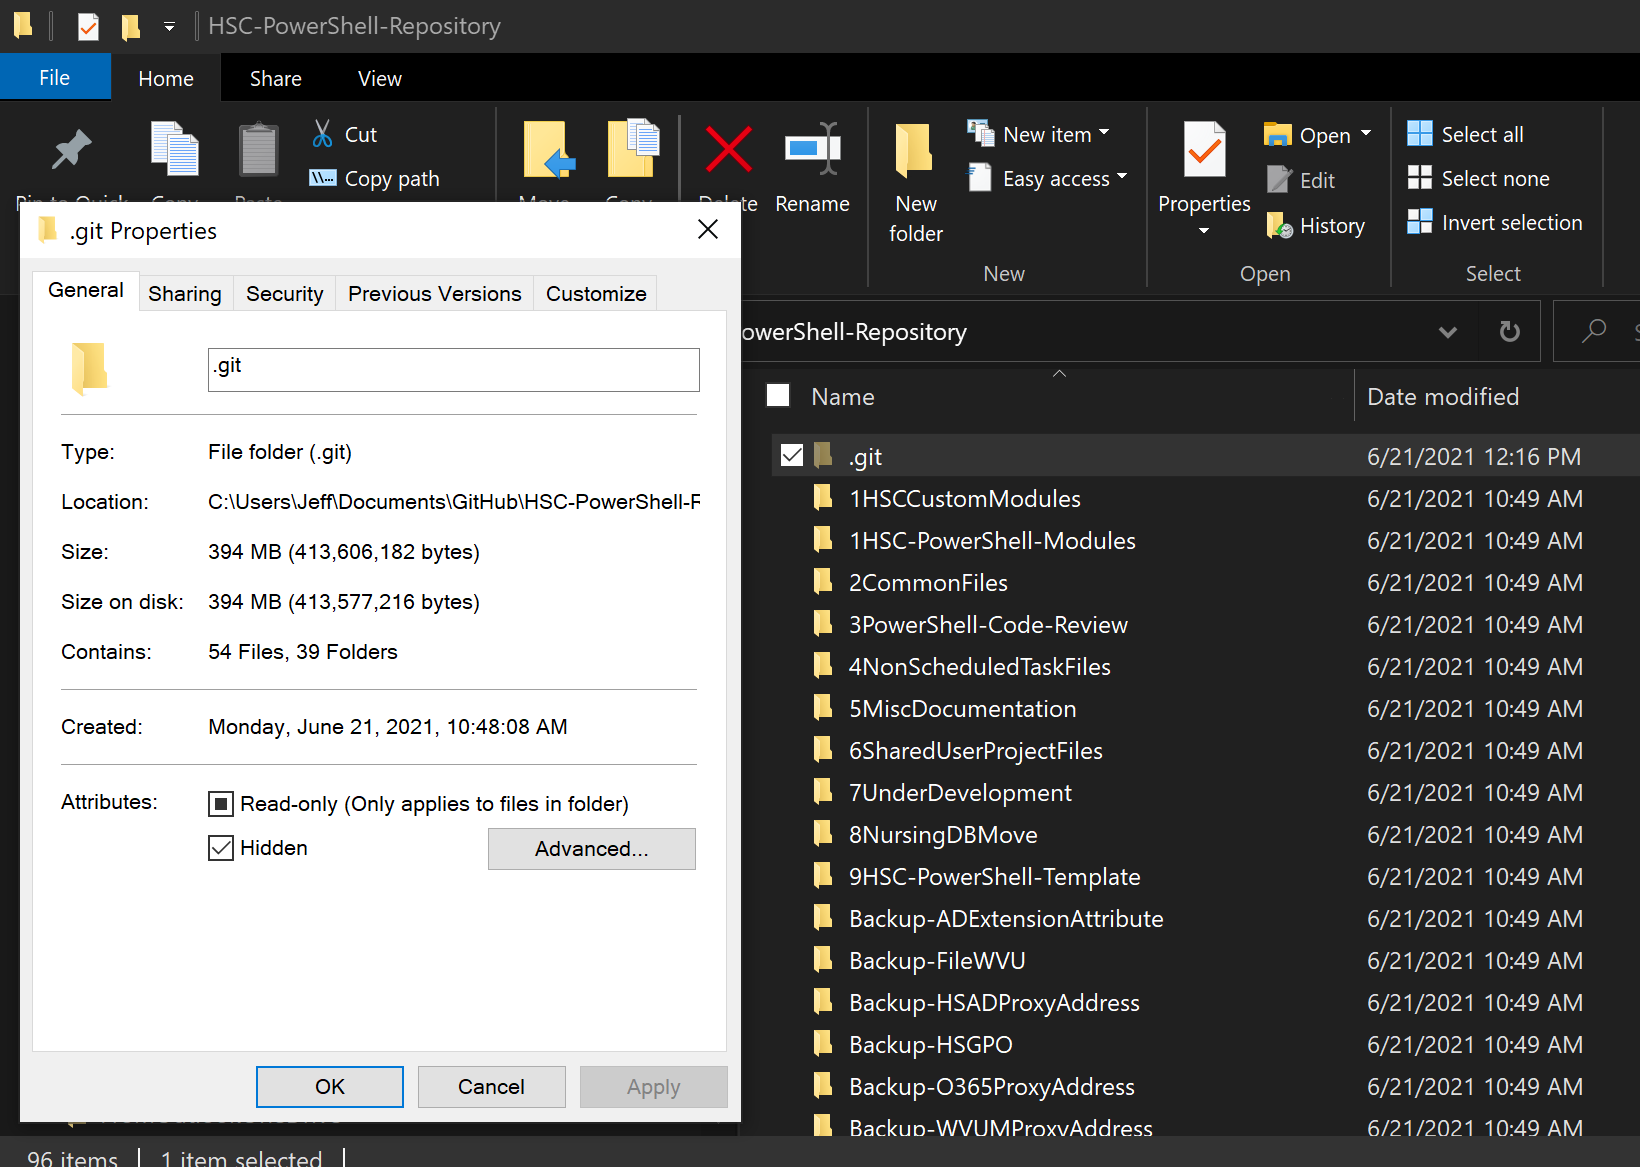 HSC-PowerShell-Repository
File Home Share View
Cut
Copy path
Rename
New folder
New item
Easy access
New
Properties
Open
Edit
History
Open
Select all
Select none
Invert selection
Select
.git Properties
General Sharing Security Previous Versions Customize
.git
Type: File folder (.git)
Location: C:\Users\Jeff\Documents\GitHub\HSC-PowerShell-R
Size: 394 MB (413,606,182 bytes)
Size on disk: 394 MB (413,577,216 bytes)
Contains: 54 Files, 39 Folders
Created: Monday, June 21, 2021, 10:48:08 AM
Attributes: Read-only (Only applies to files in folder)
Hidden Advanced...
OK Cancel Apply
owerShell-Repository
Name Date modified
.git 6/21/2021 12:16 PM
1HSCCustomModules 6/21/2021 10:49 AM
1HSC-PowerShell-Modules 6/21/2021 10:49 AM
2CommonFiles 6/21/2021 10:49 AM
3PowerShell-Code-Review 6/21/2021 10:49 AM
4NonScheduledTaskFiles 6/21/2021 10:49 AM
5MiscDocumentation 6/21/2021 10:49 AM
6SharedUserProjectFiles 6/21/2021 10:49 AM
7UnderDevelopment 6/21/2021 10:49 AM
8NursingDBMove 6/21/2021 10:49 AM
9HSC-PowerShell-Template 6/21/2021 10:49 AM
Backup-ADExtensionAttribute 6/21/2021 10:49 AM
Backup-FileWVU 6/21/2021 10:49 AM
Backup-HSADProxyAddress 6/21/2021 10:49 AM
Backup-HSGPO 6/21/2021 10:49 AM
Backup-O365ProxyAddress 6/21/2021 10:49 AM
Backup-WVUMProxyAddress 6/21/2021 10:49 AM
96 items 1 item selected